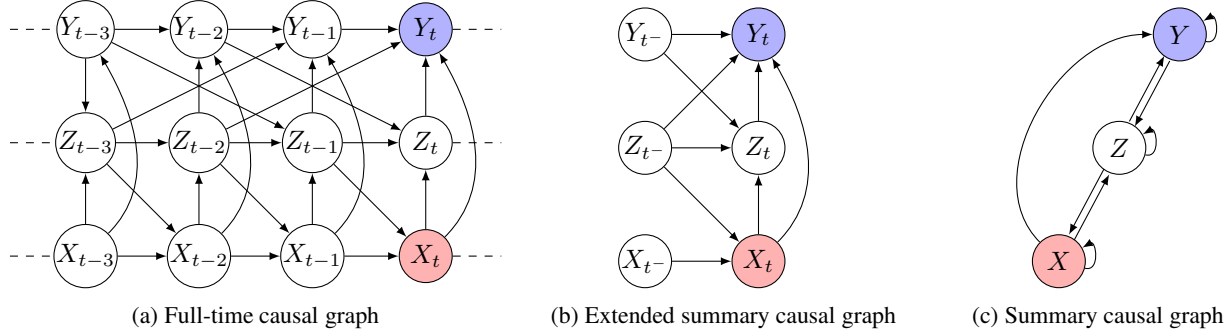 Y_{t−3} Y_{t−2} Y_{t−1} Y_t
Z_{t−3} Z_{t−2} Z_{t−1} Z_t
X_{t−3} X_{t−2} X_{t−1} X_t
(a) Full-time causal graph
Y_{t−} Y_t
Z_{t−} Z_t
X_{t−} X_t
(b) Extended summary causal graph
Y
Z
X
(c) Summary causal graph